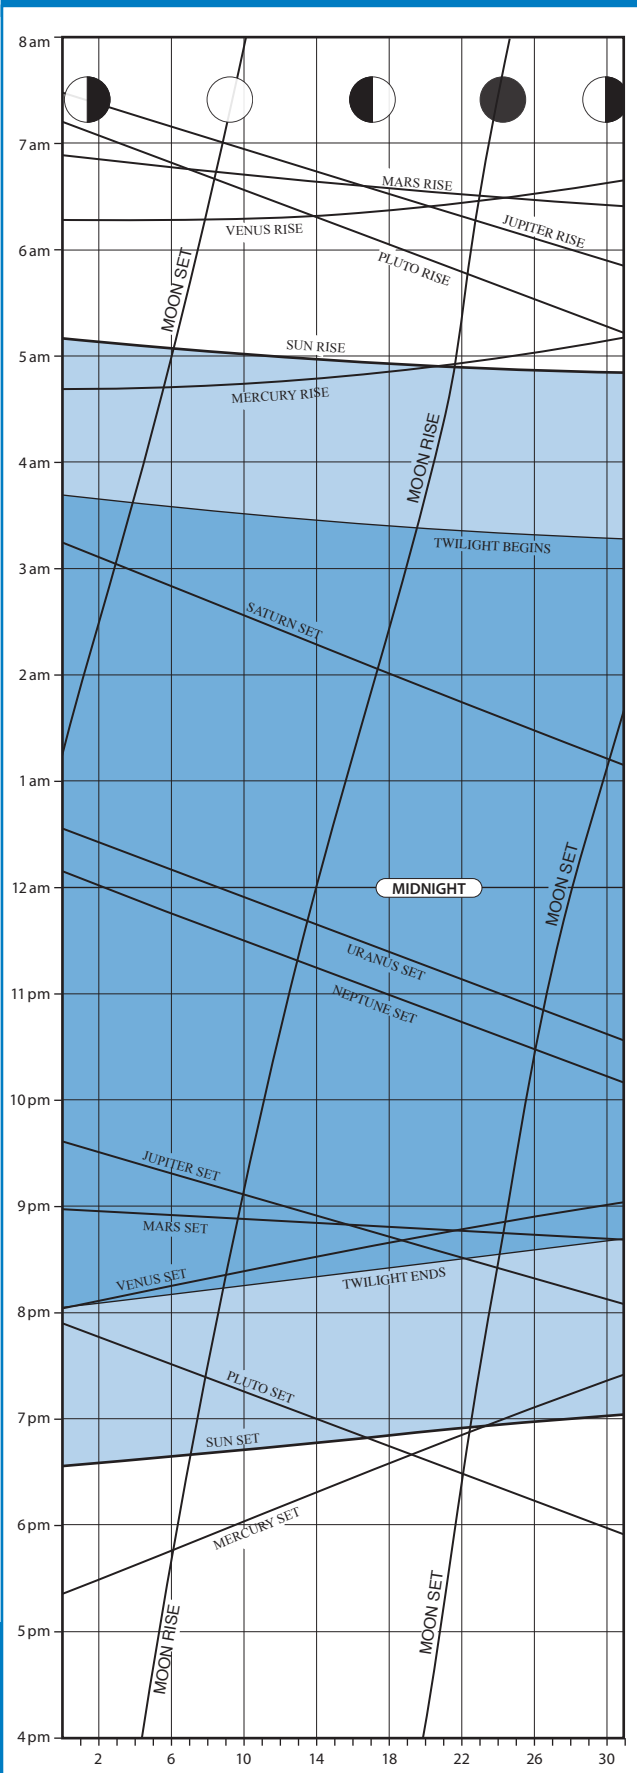 8 am
7 am
MARS RISE
JUPITER RISE
VENUS RISE
6 am
PLUTO RISE
MOON SET
SUN RISE
5 am
MERCURY RISE
MOON RISE
4 am
TWILIGHT BEGINS
3 am
SATURN SET
2 am
1 am
MOON SET
12 am
MIDNIGHT
URANUS SET
11 pm
NEPTUNE SET
10 pm
JUPITER SET
9 pm
MARS SET
VENUS SET
TWILIGHT ENDS
8 pm
PLUTO SET
7 pm
SUN SET
6 pm
MERCURY SET
MOON RISE
MOON SET
5 pm
4 pm
2 6 10 14 18 22 26 30